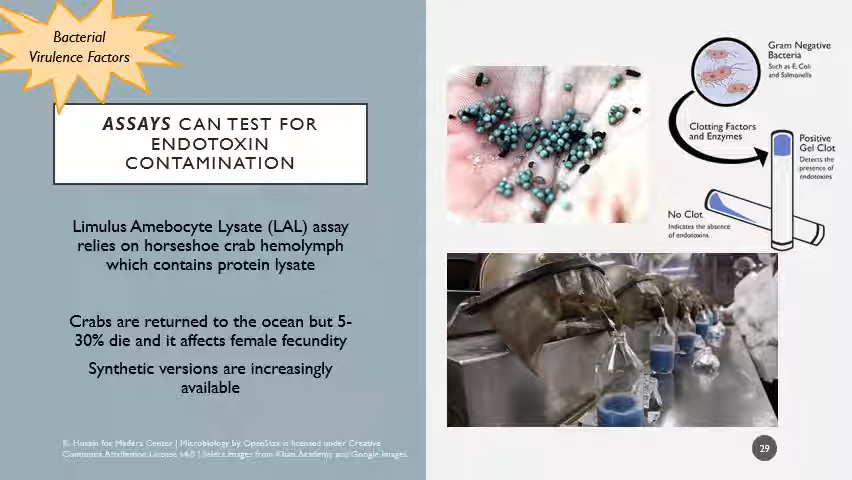 Bacterial
Virulence Factors
ASSAYS CAN TEST FOR
ENDOTOXIN
CONTAMINATION
Limulus Amebocyte Lysate (LAL) assay
relies on horseshoe crab hemolymph
which contains protein lysate
Crabs are returned to the ocean but 5-
30% die and it affects female fecundity
Synthetic versions are increasingly
available
K. Husain for Modera Center | Microbiology by OpenStax is licensed under Creative
Commons Attribution License v4.0 | Select images from Khan Academy and Google Images.
Gram Negative
Bacteria
Such as E. Coli
and Salmonella
Clotting Factors
and Enzymes
Positive
Gel Clot
Detects the
presence of
endotoxins
No Clot
Indicates the absence
of endotoxins
29